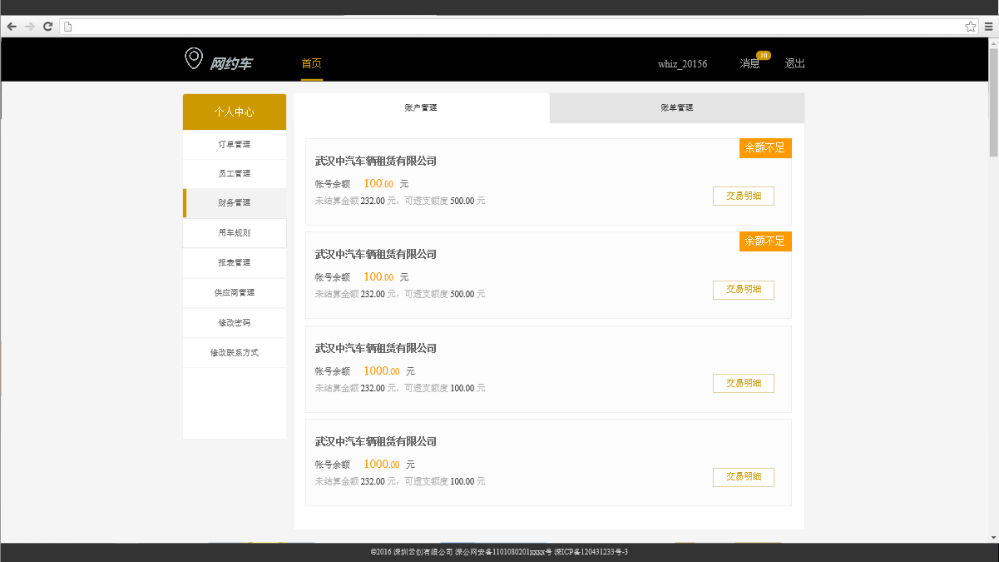 网约车
首页
whiz_20156
消息
10
退出
个人中心
订单管理
员工管理
财务管理
用车规则
报表管理
供应商管理
修改密码
修改联系方式
账户管理
账单管理
武汉中汽车辆租赁有限公司
余额不足
帐号余额 100.00 元
未结算金额 232.00 元，可透支额度 500.00 元
交易明细
武汉中汽车辆租赁有限公司
余额不足
帐号余额 100.00 元
未结算金额 232.00 元，可透支额度 500.00 元
交易明细
武汉中汽车辆租赁有限公司
帐号余额 1000.00 元
未结算金额 232.00 元，可透支额度 100.00 元
交易明细
武汉中汽车辆租赁有限公司
帐号余额 1000.00 元
未结算金额 232.00 元，可透支额度 100.00 元
交易明细
©2016 深圳云创有限公司 深公网安备1101080201xxxx号 深ICP备120431233号-3